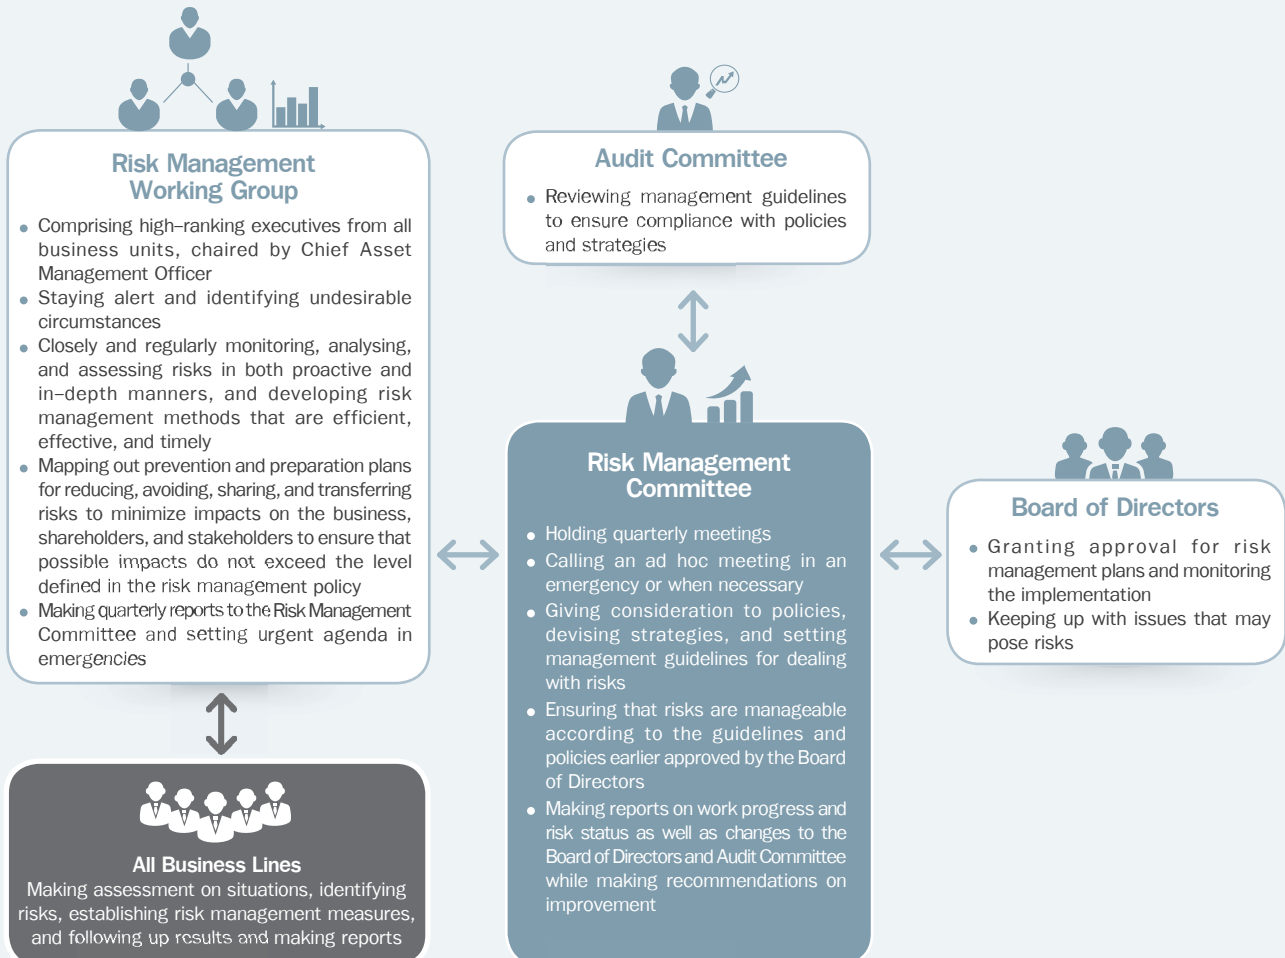 Risk Management
Working Group
Comprising high–ranking executives from all
business units, chaired by Chief Asset
Management Officer
Staying alert and identifying undesirable
circumstances
Closely and regularly monitoring, analysing,
and assessing risks in both proactive and
in–depth manners, and developing risk
management methods that are efficient,
effective, and timely
Mapping out prevention and preparation plans
for reducing, avoiding, sharing, and transferring
risks to minimize impacts on the business,
shareholders, and stakeholders to ensure that
possible impacts do not exceed the level
defined in the risk management policy
Making quarterly reports to the Risk Management
Committee and setting urgent agenda in
emergencies
All Business Lines
Making assessment on situations, identifying
risks, establishing risk management measures,
and following up results and making reports
Audit Committee
Reviewing management guidelines
to ensure compliance with policies
and strategies
Risk Management
Committee
Holding quarterly meetings
Calling an ad hoc meeting in an
emergency or when necessary
Giving consideration to policies,
devising strategies, and setting
management guidelines for dealing
with risks
Ensuring that risks are manageable
according to the guidelines and
policies earlier approved by the Board
of Directors
Making reports on work progress and
risk status as well as changes to the
Board of Directors and Audit Committee
while making recommendations on
improvement
Board of Directors
Granting approval for risk
management plans and monitoring
the implementation
Keeping up with issues that may
pose risks